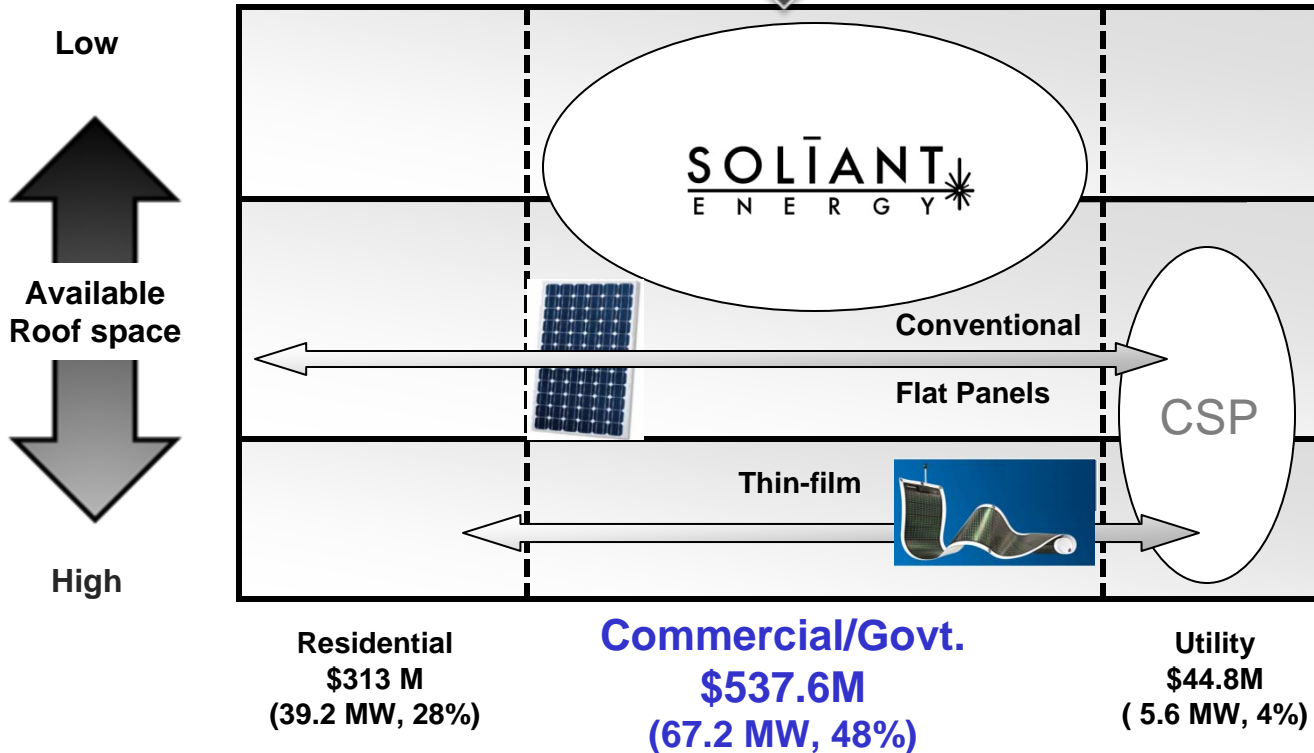 Low
Available
Roof space
High
SOLĪANT
ENERGY
Conventional
Flat Panels
CSP
Thin-film
Residential
$313 M
(39.2 MW, 28%)
Commercial/Govt.
$537.6M
(67.2 MW, 48%)
Utility
$44.8M
( 5.6 MW, 4%)